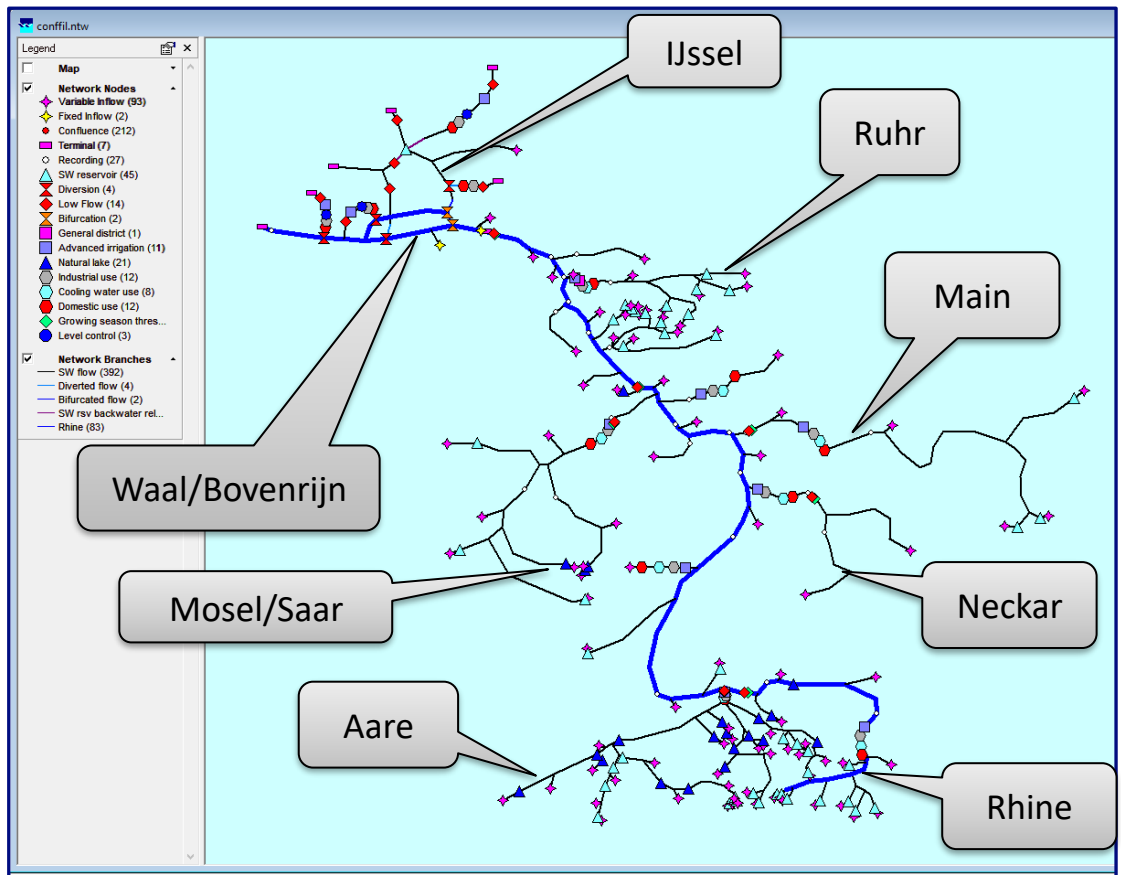 conffil.ntw
Legend
Map
Network Nodes
Variable Inflow (93)
Fixed Inflow (2)
Confluence (212)
Terminal (7)
Recording (27)
SW reservoir (45)
Diversion (4)
Low Flow (14)
Bifurcation (2)
General district (1)
Advanced irrigation (11)
Natural lake (21)
Industrial use (12)
Cooling water use (8)
Domestic use (12)
Growing season thres...
Level control (3)
Network Branches
SW flow (392)
Diverted flow (4)
Bifurcated flow (2)
SW rsv backwater rel...
Rhine (83)
IJssel
Ruhr
Main
Waal/Bovenrijn
Mosel/Saar
Neckar
Aare
Rhine